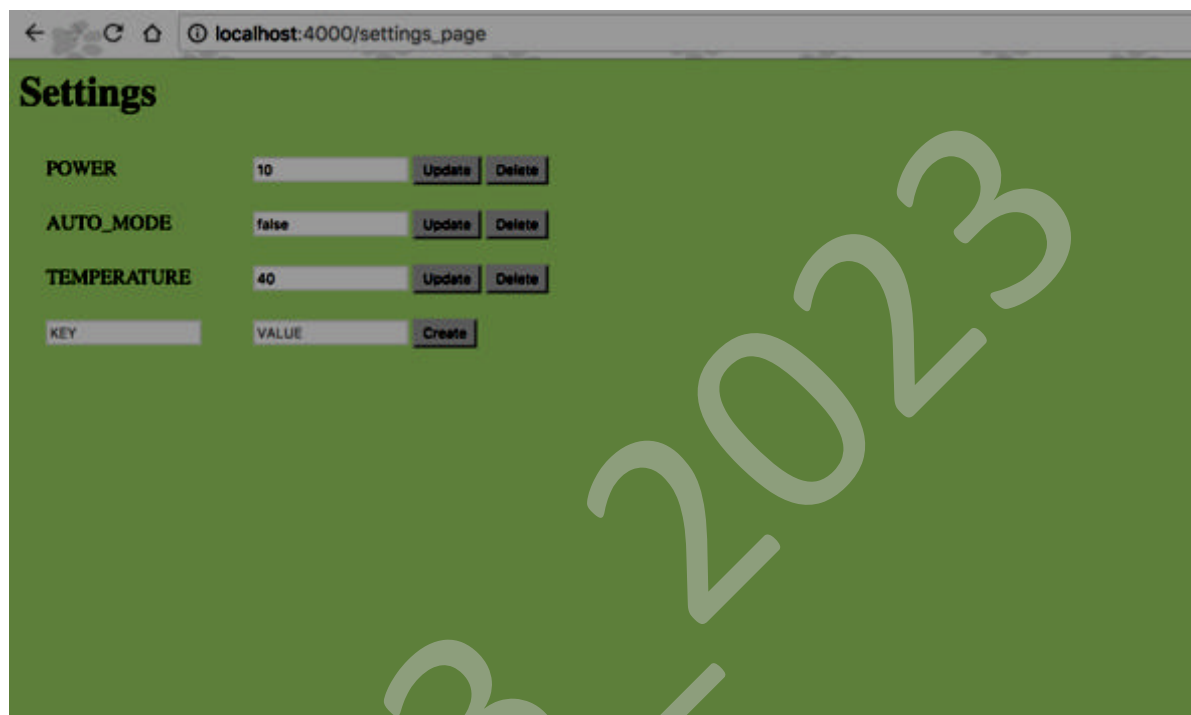 localhost:4000/settings_page
Settings
POWER 10 Update Delete
AUTO_MODE false Update Delete
TEMPERATURE 40 Update Delete
KEY VALUE Create
_2023